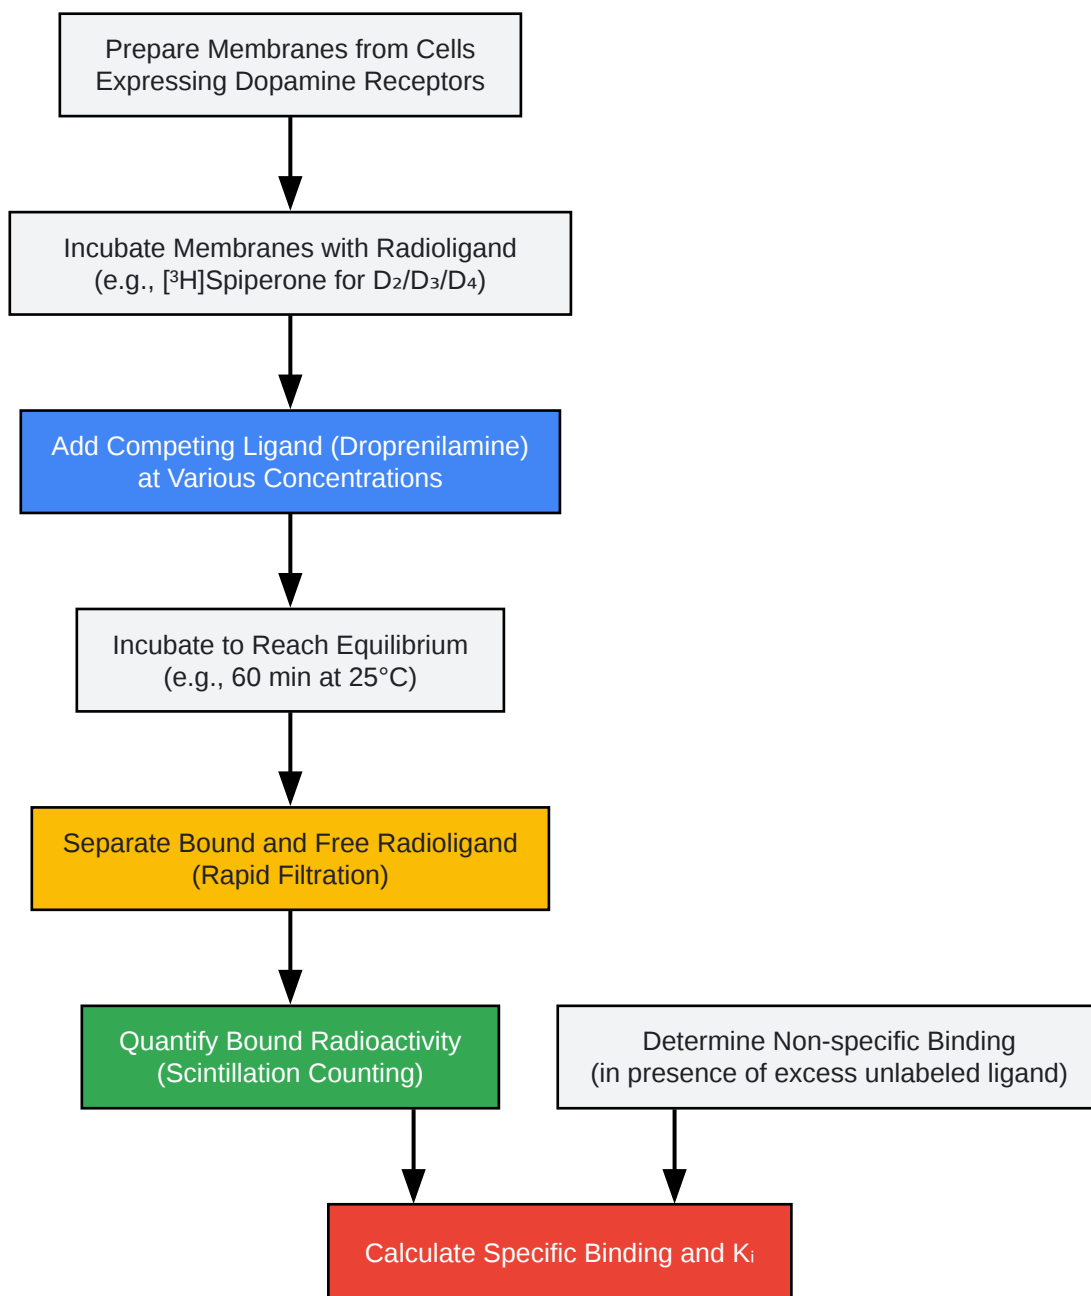 Prepare Membranes from Cells
Expressing Dopamine Receptors
Incubate Membranes with Radioligand
(e.g., [³H]Spiperone for D₂/D₃/D₄)
Add Competing Ligand (Droprenilamine)
at Various Concentrations
Incubate to Reach Equilibrium
(e.g., 60 min at 25°C)
Separate Bound and Free Radioligand
(Rapid Filtration)
Quantify Bound Radioactivity
(Scintillation Counting)
Determine Non-specific Binding
(in presence of excess unlabeled ligand)
Calculate Specific Binding and Kᵢ